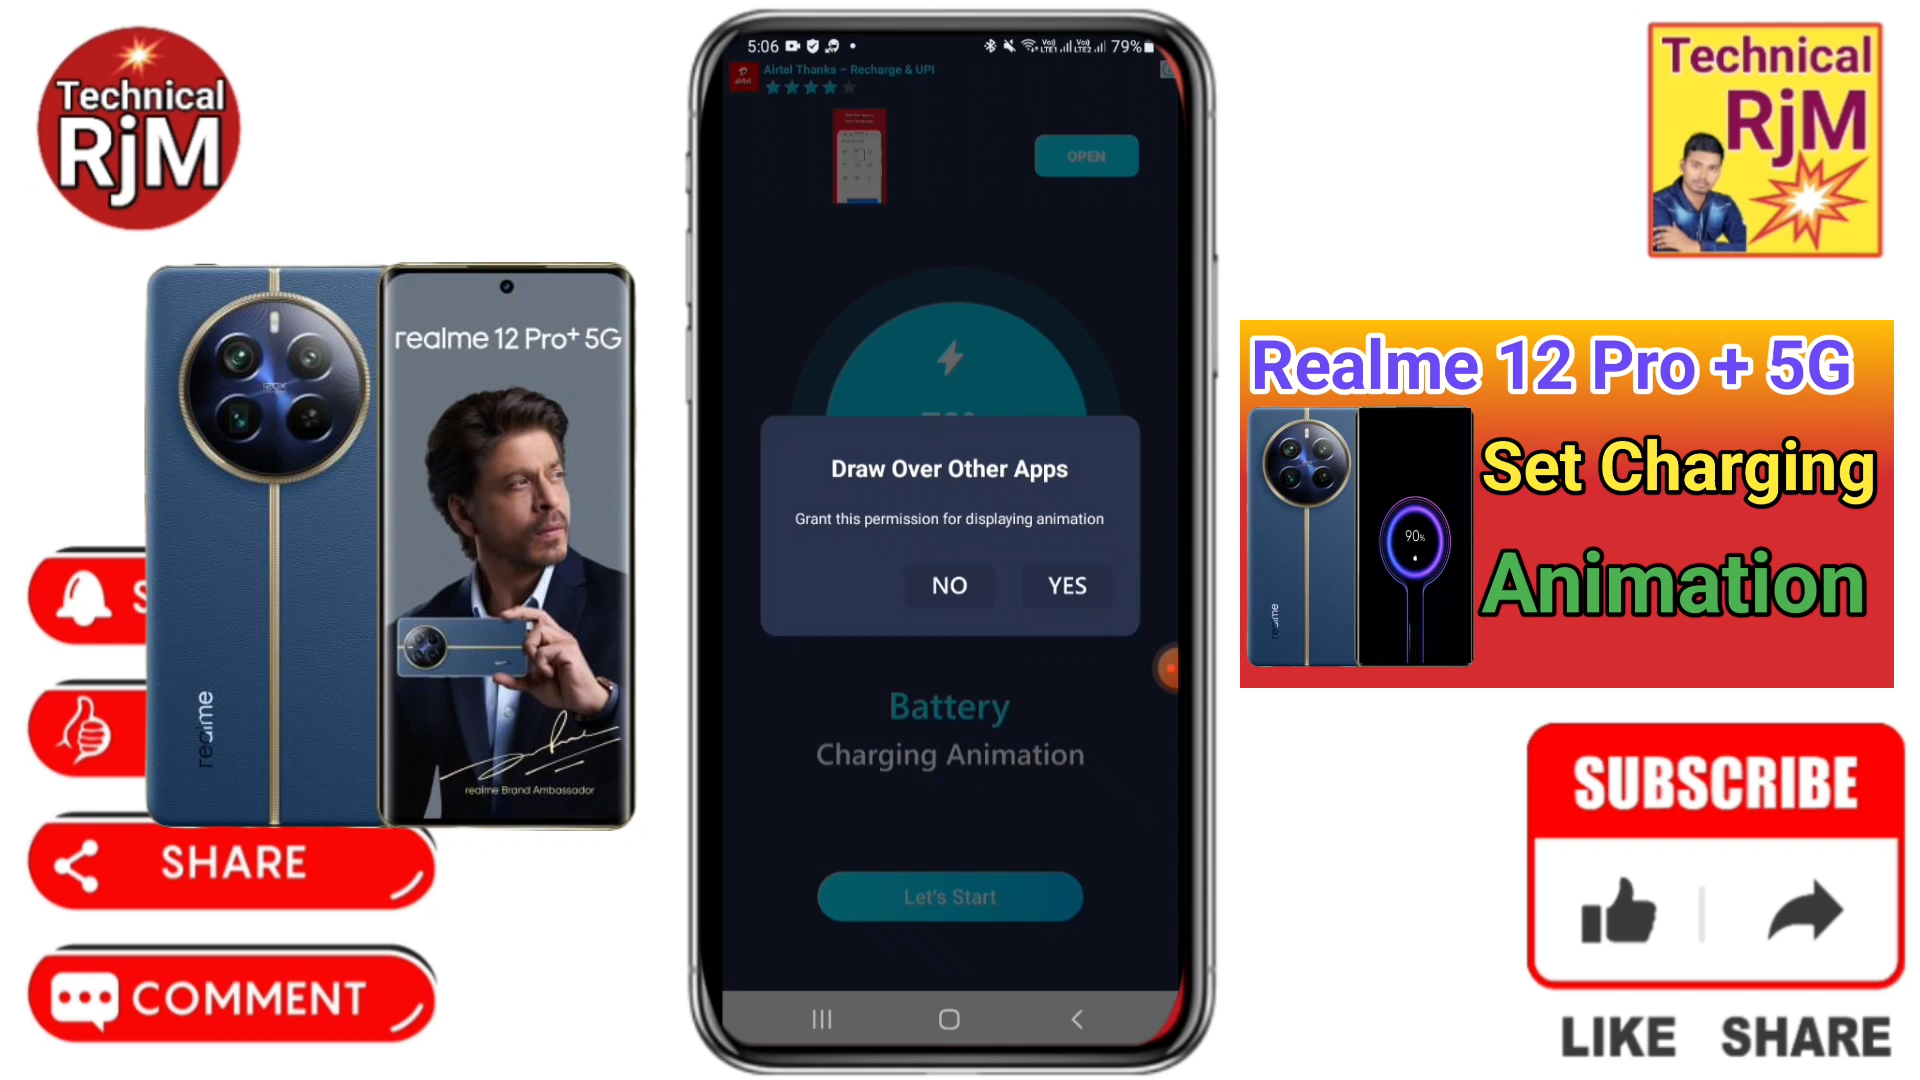 Technical
RjM
realme 12 Pro+ 5G
realme
realme Brand Ambassador
S
SHARE
COMMENT
5:06
79%
airtel
Airtel Thanks – Recharge & UPI
OPEN
Draw Over Other Apps
Grant this permission for displaying animation
NO
YES
Battery
Charging Animation
Let's Start
Technical
RjM
Realme 12 Pro + 5G
Set Charging
Animation
90%
realme
SUBSCRIBE
LIKE SHARE